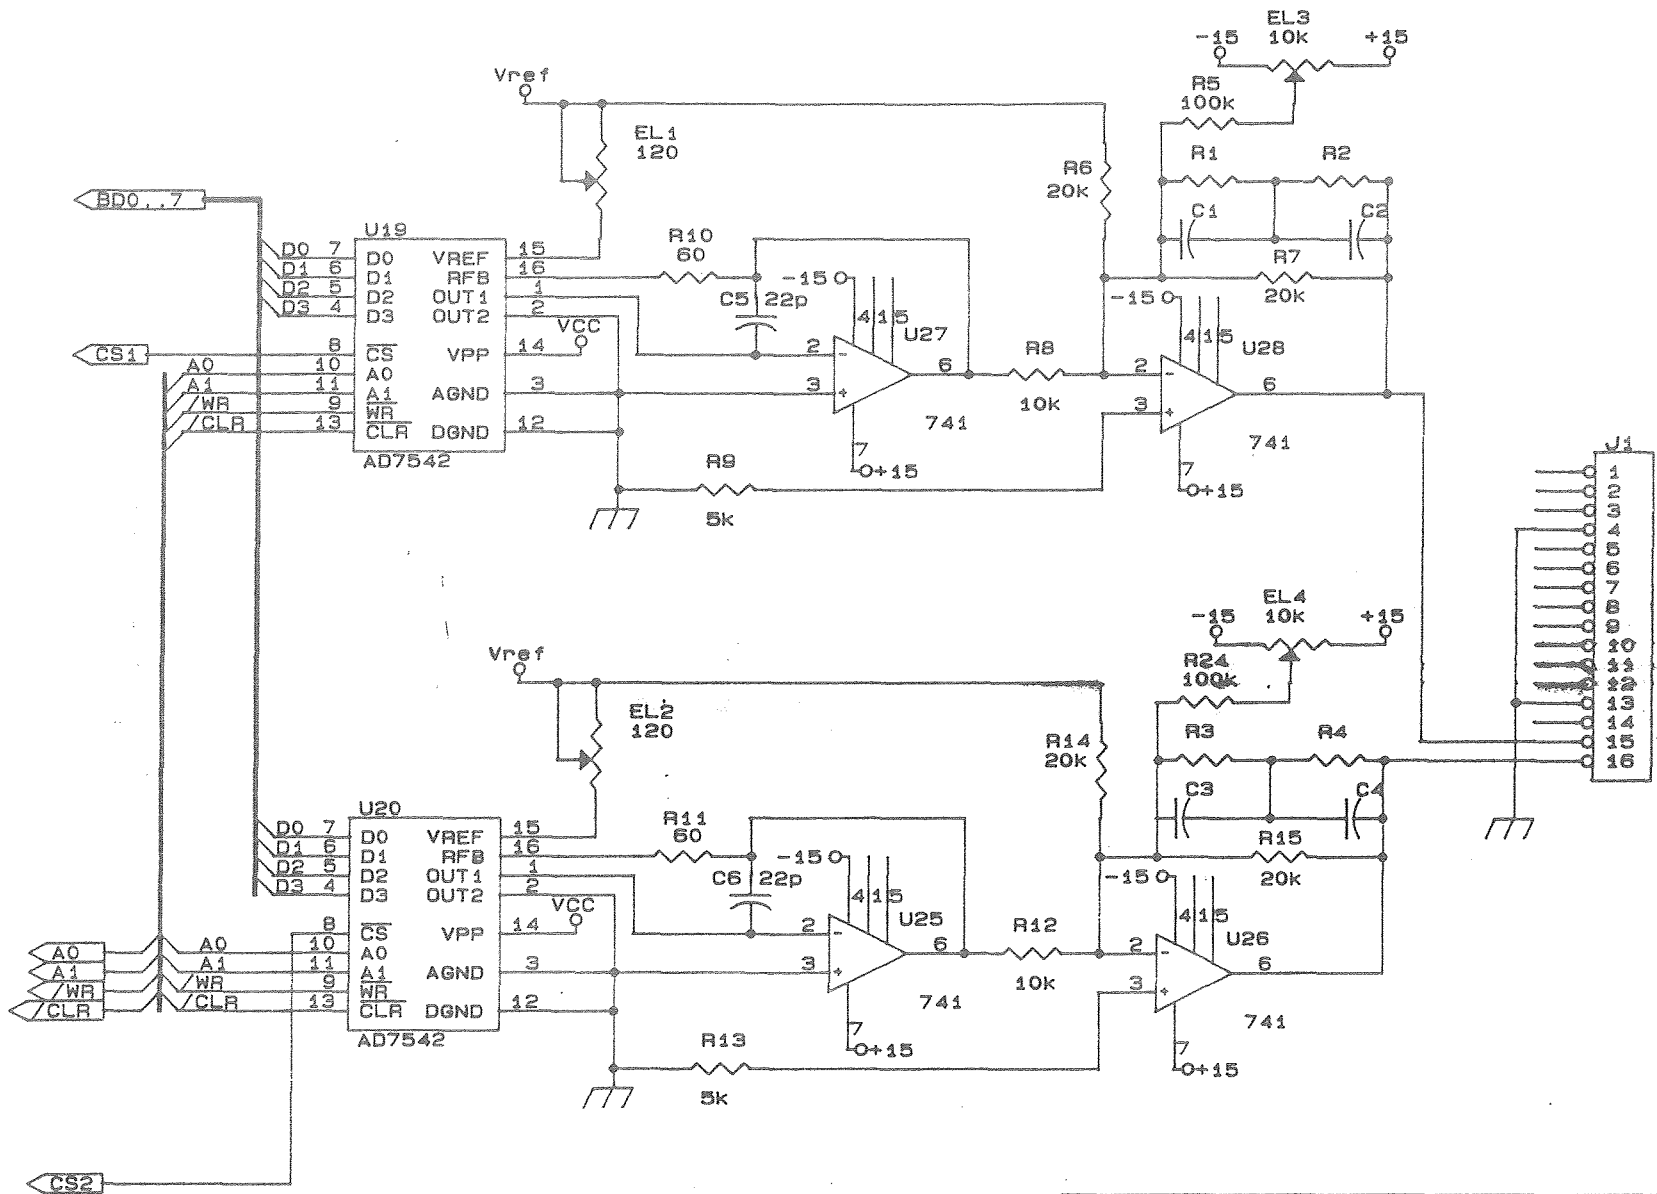 EL3
-15 10k +15
Vref
R5
100k
EL1
120
R1 R2
R6
20k
BD0..7
C1 C2
U19
R10
60
R7
20k
D0 7 D0 VREF 15
D1 6 D1 RFB 16
D2 5 D2 OUT1 1
D3 4 D3 OUT2 2
-15
C5 22p
-15
VCC
4 1 5
U27
4 1 5
U28
CS1
8 CS VPP 14
2 -
6
R8
2 -
6
A0 10 A0
A1 11 A1 AGND 3
3 +
10k
3 +
/WR 9 WR
/CLR 13 CLR DGND 12
741
741
AD7542
7
+15
7
+15
R9
5k
J1
1
2
3
4
5
6
7
8
9
10
11
12
13
14
15
16
EL4
-15 10k +15
Vref
R24
100k
EL2
120
R3 R4
R14
20k
C3 C4
U20
R11
60
R15
20k
D0 7 D0 VREF 15
D1 6 D1 RFB 16
D2 5 D2 OUT1 1
D3 4 D3 OUT2 2
-15
C6 22p
-15
VCC
4 1 5
U25
4 1 5
U26
8 CS VPP 14
2 -
6
R12
2 -
6
A0 A0 10 A0
A1 A1 11 A1 AGND 3
3 +
10k
3 +
/WR /WR 9 WR
/CLR /CLR 13 CLR DGND 12
741
741
AD7542
7
+15
7
+15
R13
5k
CS2